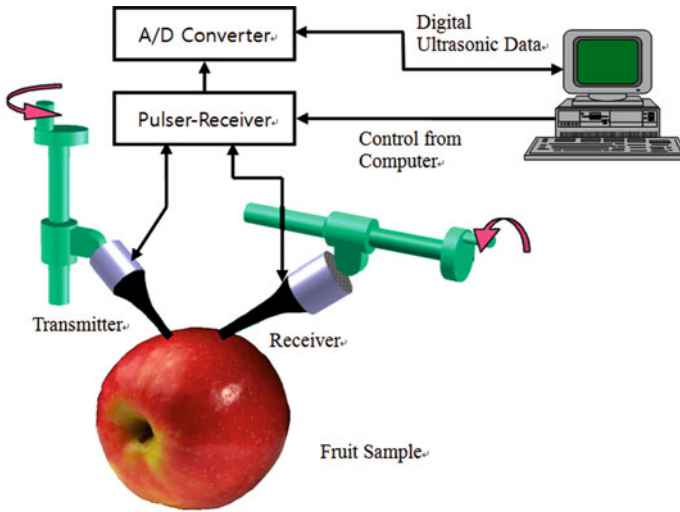 A/D Converter
Digital
Ultrasonic Data
Pulser-Receiver
Control from
Computer
Transmitter
Receiver
Fruit Sample